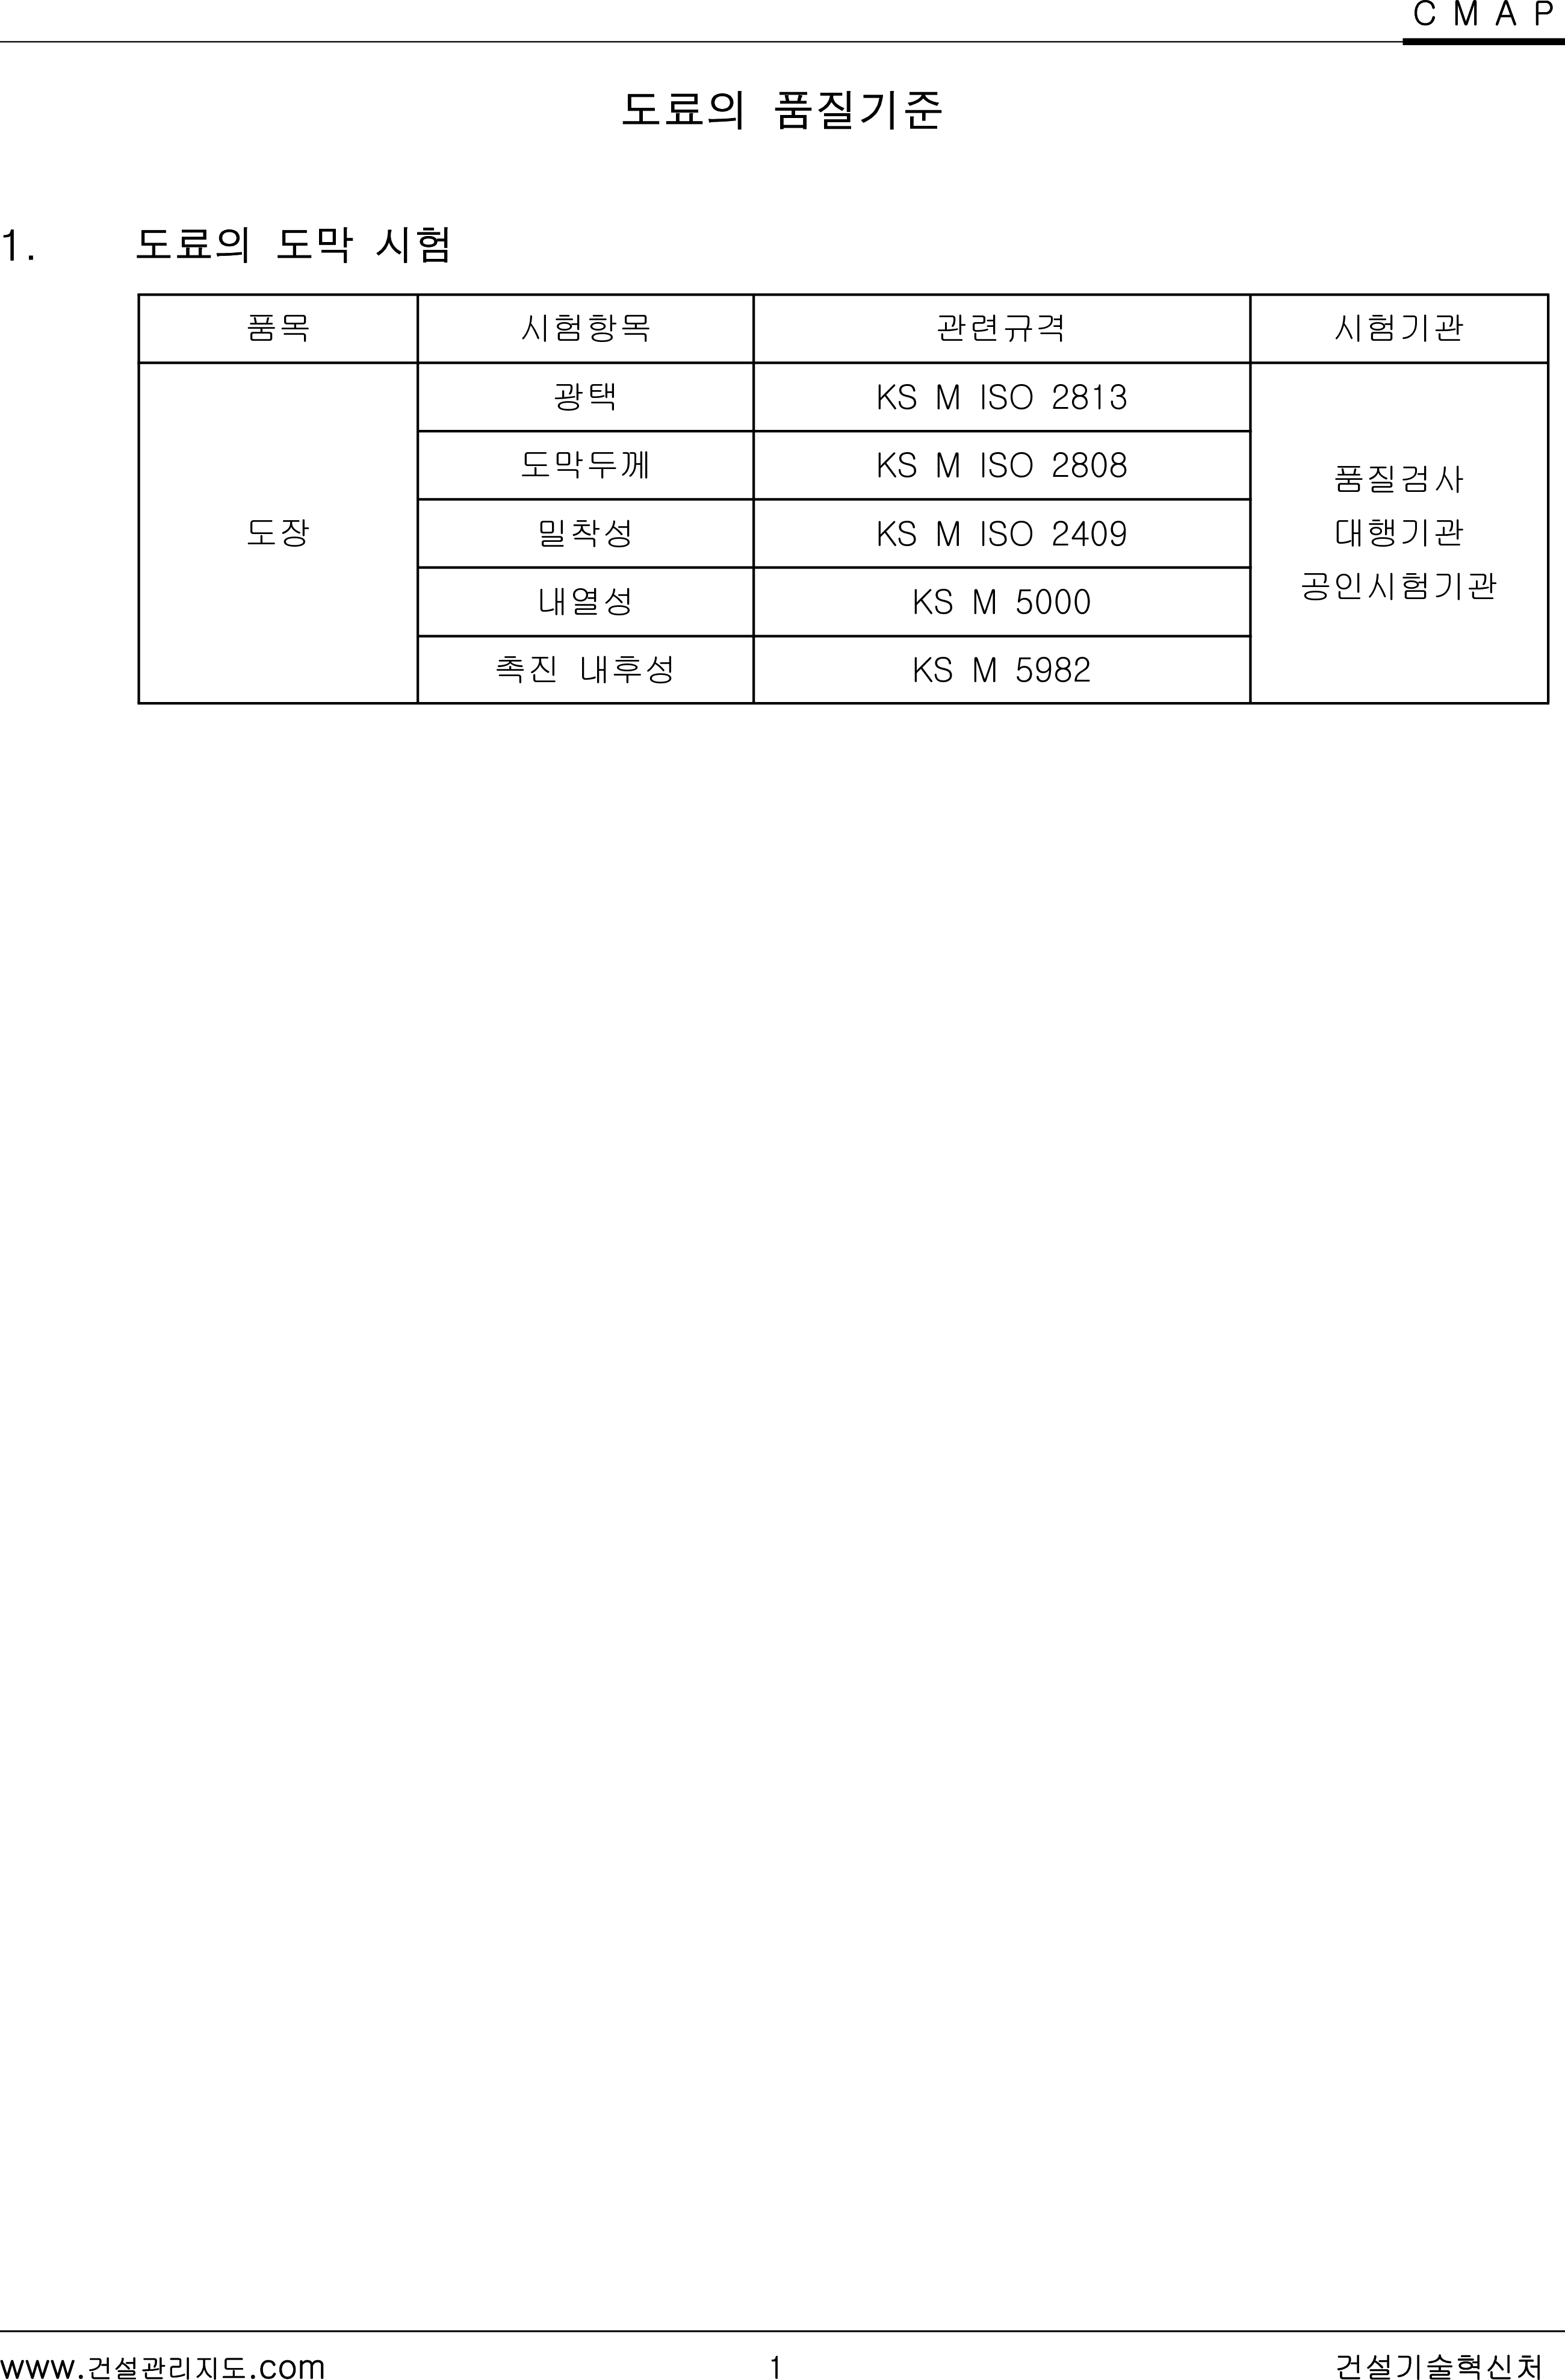 C M A P
도료의 품질기준
1. 도료의 도막 시험
품목 시험항목 관련규격 시험기관
도장
광택 KS M ISO 2813
도막두께 KS M ISO 2808
밀착성 KS M ISO 2409
내열성 KS M 5000
촉진 내후성 KS M 5982
품질검사
대행기관
공인시험기관
www.건설관리지도.com 1 건설기술혁신처